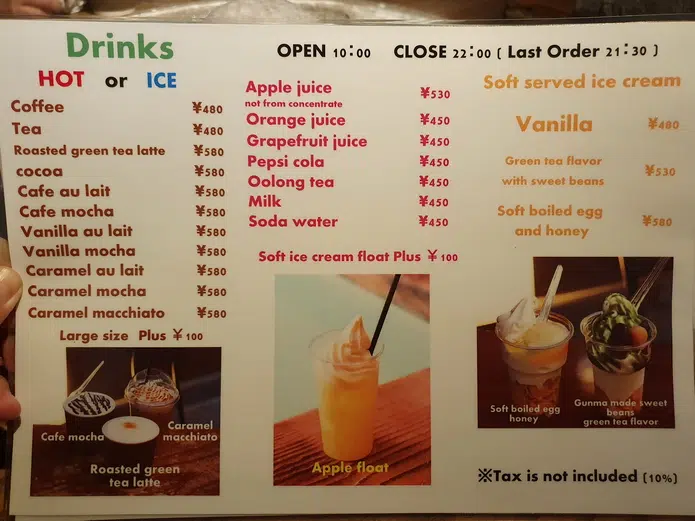 Drinks
HOT or ICE
Coffee ¥480
Tea ¥480
Roasted green tea latte ¥580
cocoa ¥580
Cafe au lait ¥580
Cafe mocha ¥580
Vanilla au lait ¥580
Vanilla mocha ¥580
Caramel au lait ¥580
Caramel mocha ¥580
Caramel macchiato ¥580
Large size Plus ¥100
Cafe mocha
Caramel
macchiato
Roasted green
tea latte
OPEN 10:00 CLOSE 22:00 ( Last Order 21:30 )
Apple juice ¥530
not from concentrate
Orange juice ¥450
Grapefruit juice ¥450
Pepsi cola ¥450
Oolong tea ¥450
Milk ¥450
Soda water ¥450
Soft ice cream float Plus ¥100
Apple float
Soft served ice cream
Vanilla ¥480
Green tea flavor
with sweet beans ¥530
Soft boiled egg
and honey ¥580
Soft boiled egg
honey
Gunma made sweet
beans
green tea flavor
※Tax is not included (10%)